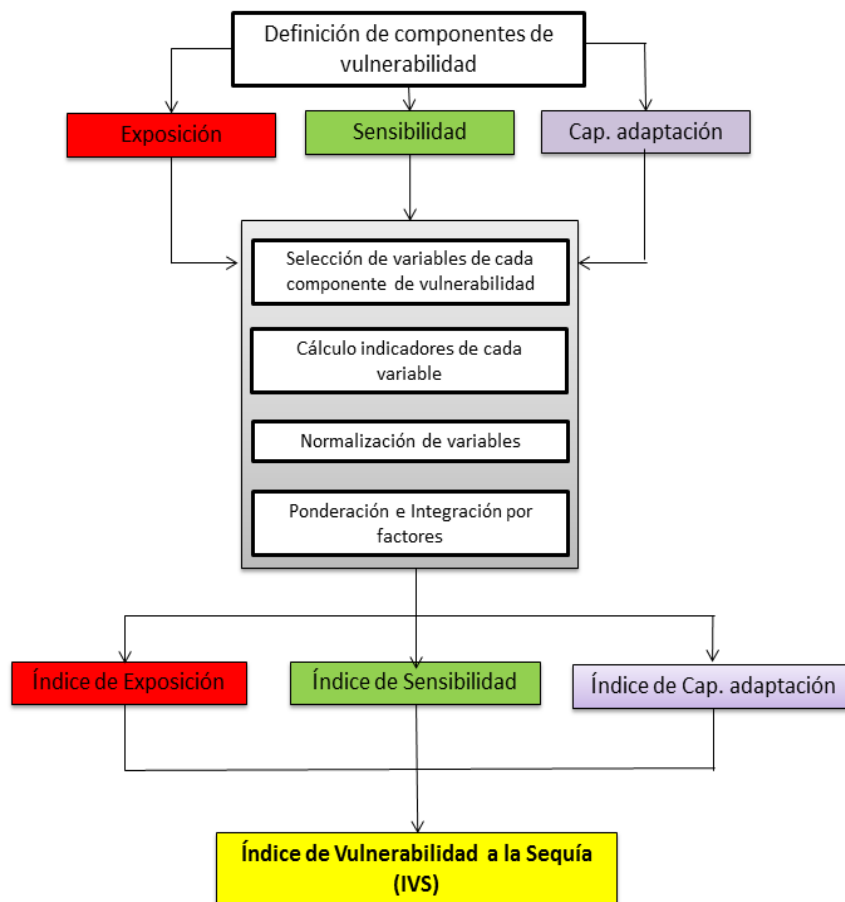 Definición de componentes de
vulnerabilidad
Exposición
Sensibilidad
Cap. adaptación
Selección de variables de cada
componente de vulnerabilidad
Cálculo indicadores de cada
variable
Normalización de variables
Ponderación e Integración por
factores
Índice de Exposición
Índice de Sensibilidad
Índice de Cap. adaptación
Índice de Vulnerabilidad a la Sequía
(IVS)